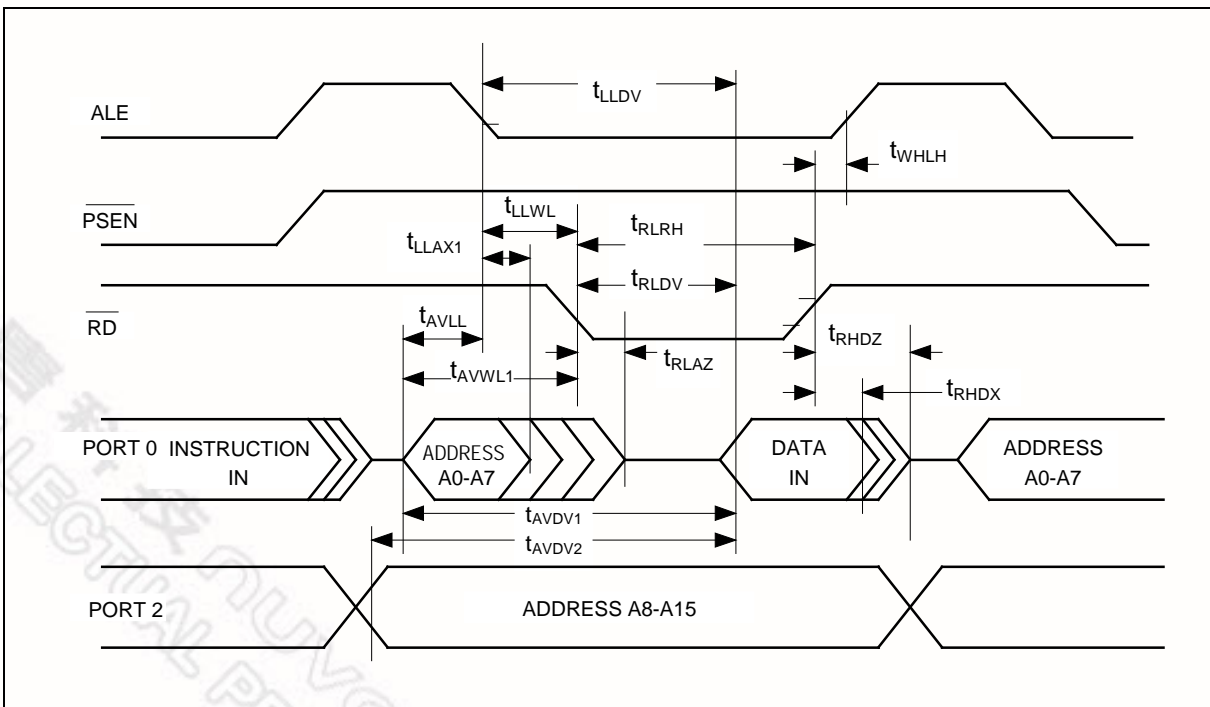 ALE
tLLDV
tWHLH
PSEN
tLLWL
tRLRH
tLLAX1
tRLDV
RD
tAVLL
tRLAZ
tRHDZ
tAVWL1
tRHDX
PORT 0
INSTRUCTION
IN
ADDRESS
A0-A7
DATA
IN
ADDRESS
A0-A7
tAVDV1
tAVDV2
PORT 2
ADDRESS A8-A15